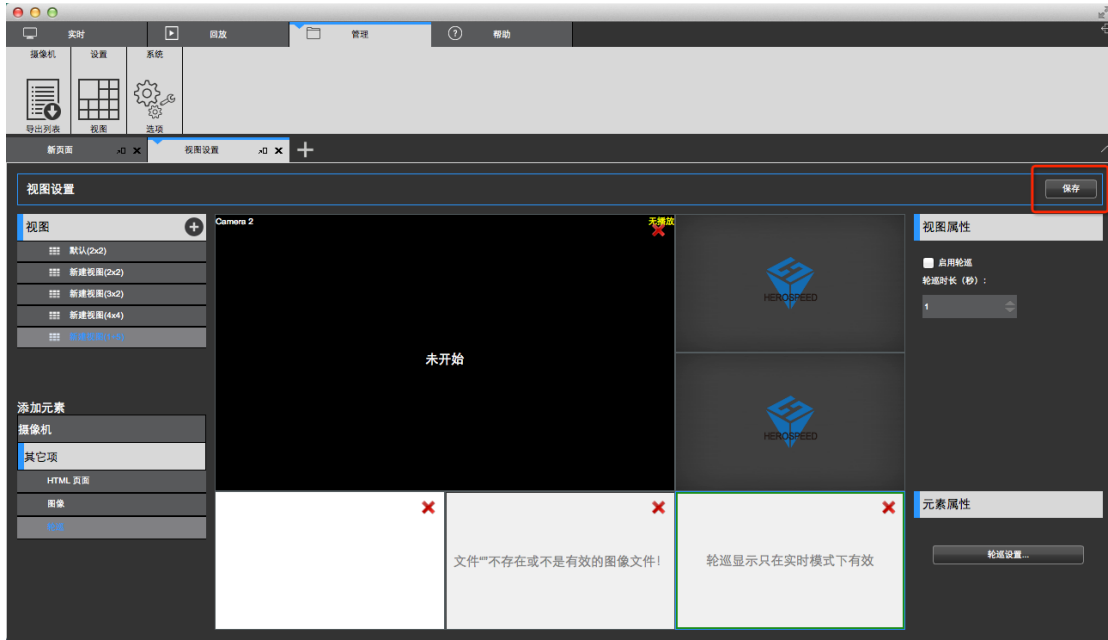 实时
回放
管理
帮助
摄像机
设置
系统
导出列表
视图
选项
新页面
视图设置
视图设置
保存
视图
默认(2x2)
新建视图(2x2)
新建视图(3x2)
新建视图(4x4)
添加元素
摄像机
其它项
HTML 页面
图像
Camera 2
无播放
未开始
HEROSPEED
HEROSPEED
文件""不存在或不是有效的图像文件!
轮巡显示只在实时模式下有效
视图属性
启用轮巡
轮巡时长（秒）:
1
元素属性
轮巡设置...